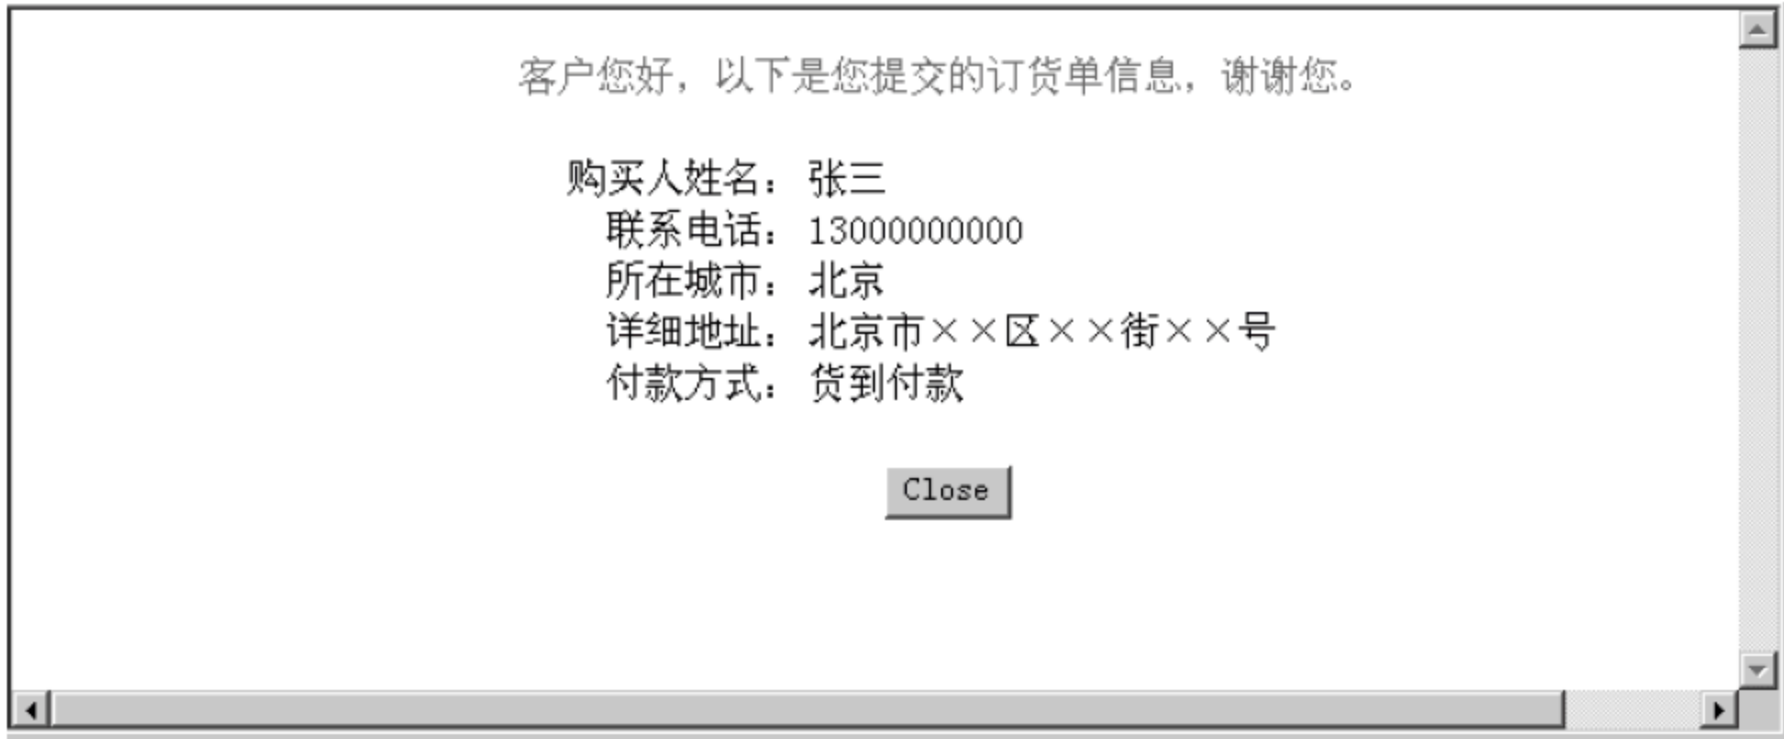 客户您好，以下是您提交的订货单信息，谢谢您。
购买人姓名：张三
联系电话：13000000000
所在城市：北京
详细地址：北京市××区××街××号
付款方式：货到付款
Close